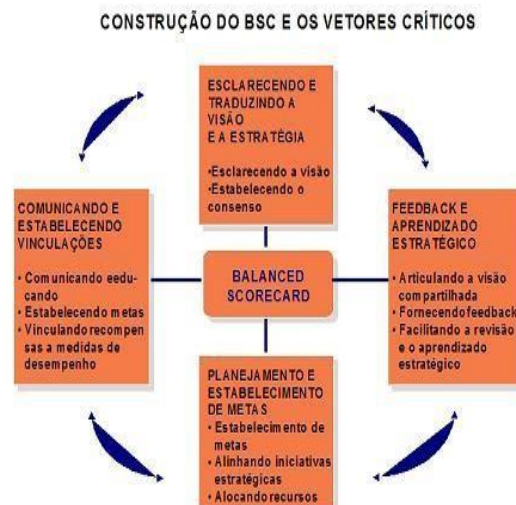 CONSTRUÇÃO DO BSC E OS VETORES CRÍTICOS
ESCLARECENDO E
TRADUZINDO A
VISÃO
E A ESTRATÉGIA
•Esclarecendo a visão
•Estabelecendo o
consenso
COMUNICANDO E
ESTABELECENDO
VINCULAÇÕES
• Comunicando eedu-
cando
• Estabelecendo metas
• Vinculando recompen
sas a medidas de
desempenho
BALANCED
SCORECARD
FEEDBACK E
APRENDIZADO
ESTRATÉGICO
• Articulando a visão
compartilhada
• Fornecendo feedback
• Facilitando a revisão
e o aprendizado
estratégico
PLANEJAMENTO E
ESTABELECIMENTO
DE METAS
• Estabelecimento de
metas
• Alinhando iniciativas
estratégicas
• Alocando recursos